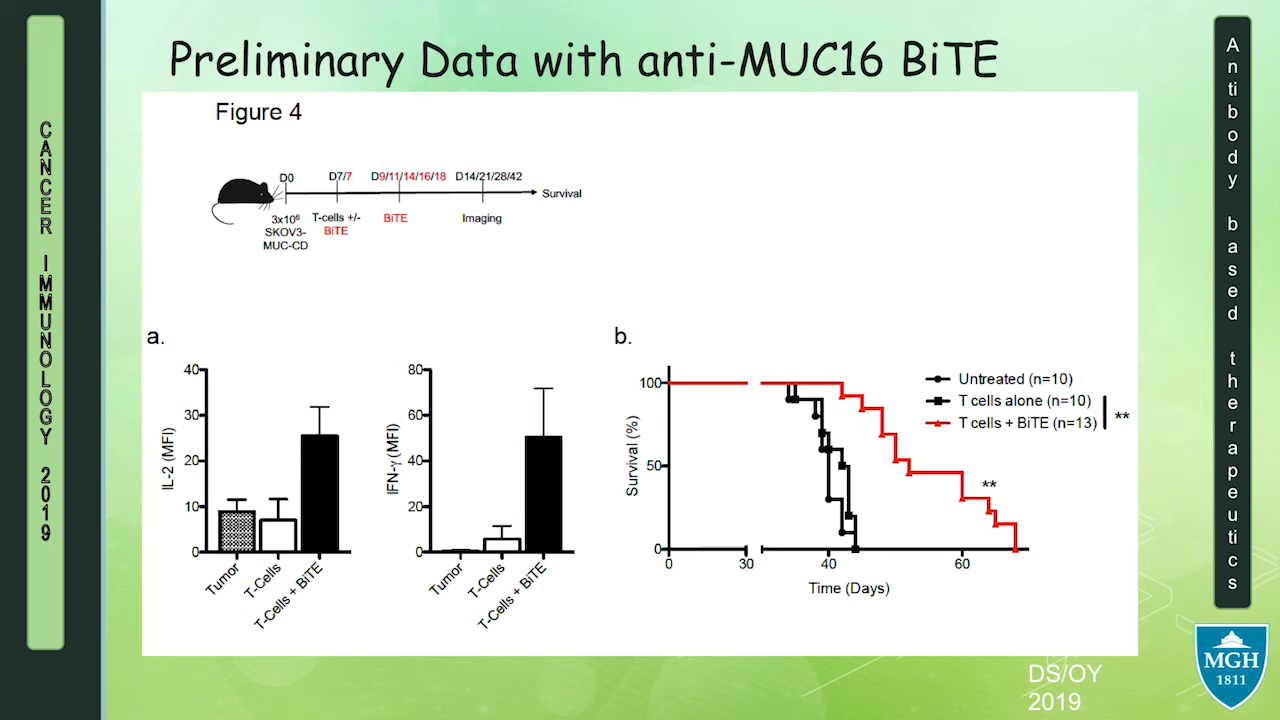 Preliminary Data with anti-MUC16 BiTE
CANCER IMMUNOLOGY 2019
Antibody based therapeutics
Figure 4
D0
D7/7
D9/11/14/16/18
D14/21/28/42
Survival
3x10⁶
SKOV3-
MUC-CD
T-cells +/-
BiTE
BiTE
Imaging
a.
IL-2 (MFI)
40
30
20
10
0
Tumor
T-Cells
T-Cells + BiTE
IFN-γ (MFI)
80
60
40
20
0
Tumor
T-Cells
T-Cells + BiTE
b.
Survival (%)
100
50
0
0
30
40
60
Time (Days)
Untreated (n=10)
T cells alone (n=10)
T cells + BiTE (n=13)
**
**
DS/OY
2019
MGH
1811